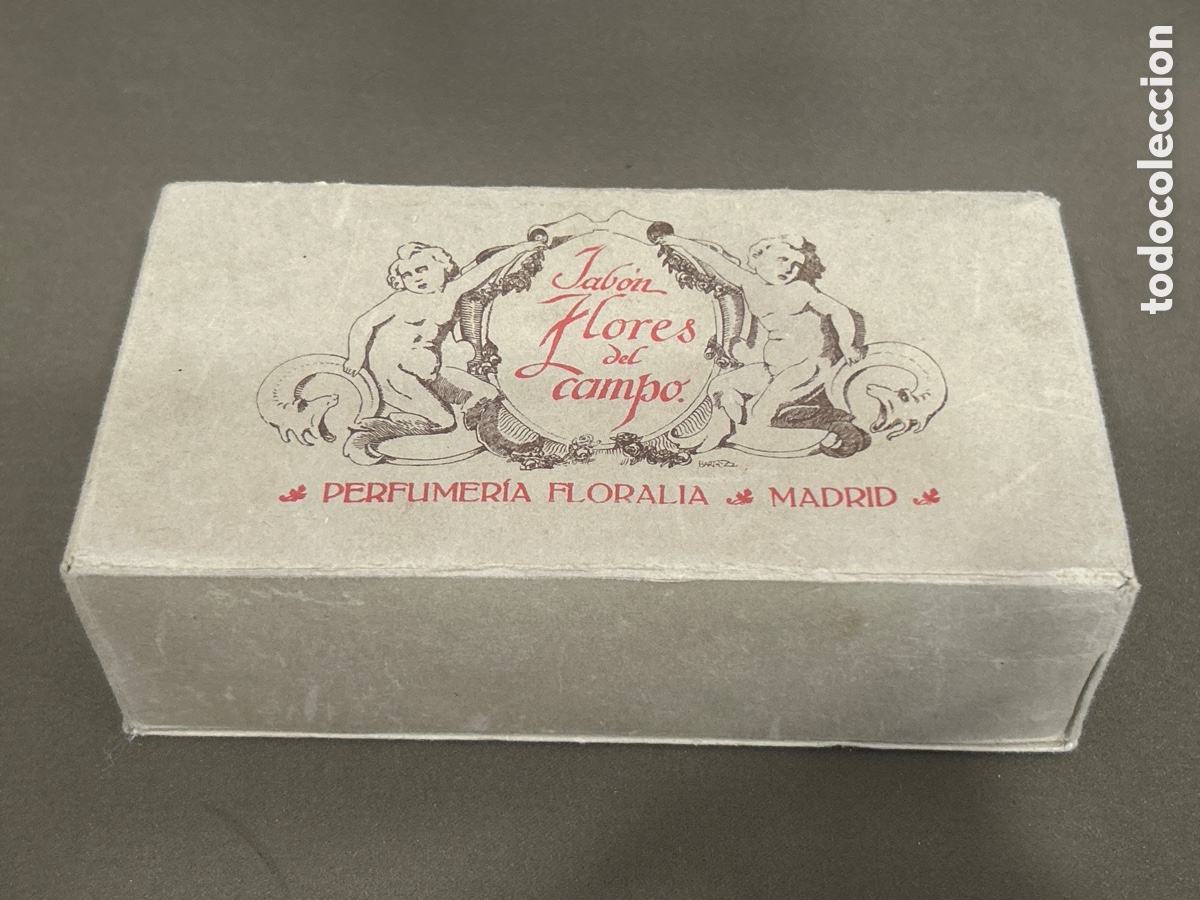 Jabón
Flores
del
campo.
PERFUMERÍA FLORALIA MADRID
todocoleccion